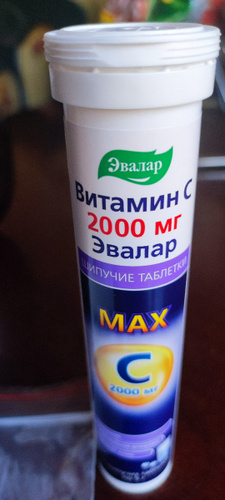 Эвалар
Витамин С
2000 мг
Эвалар
ШИПУЧИЕ ТАБЛЕТКИ
MAX
C
2000 мг